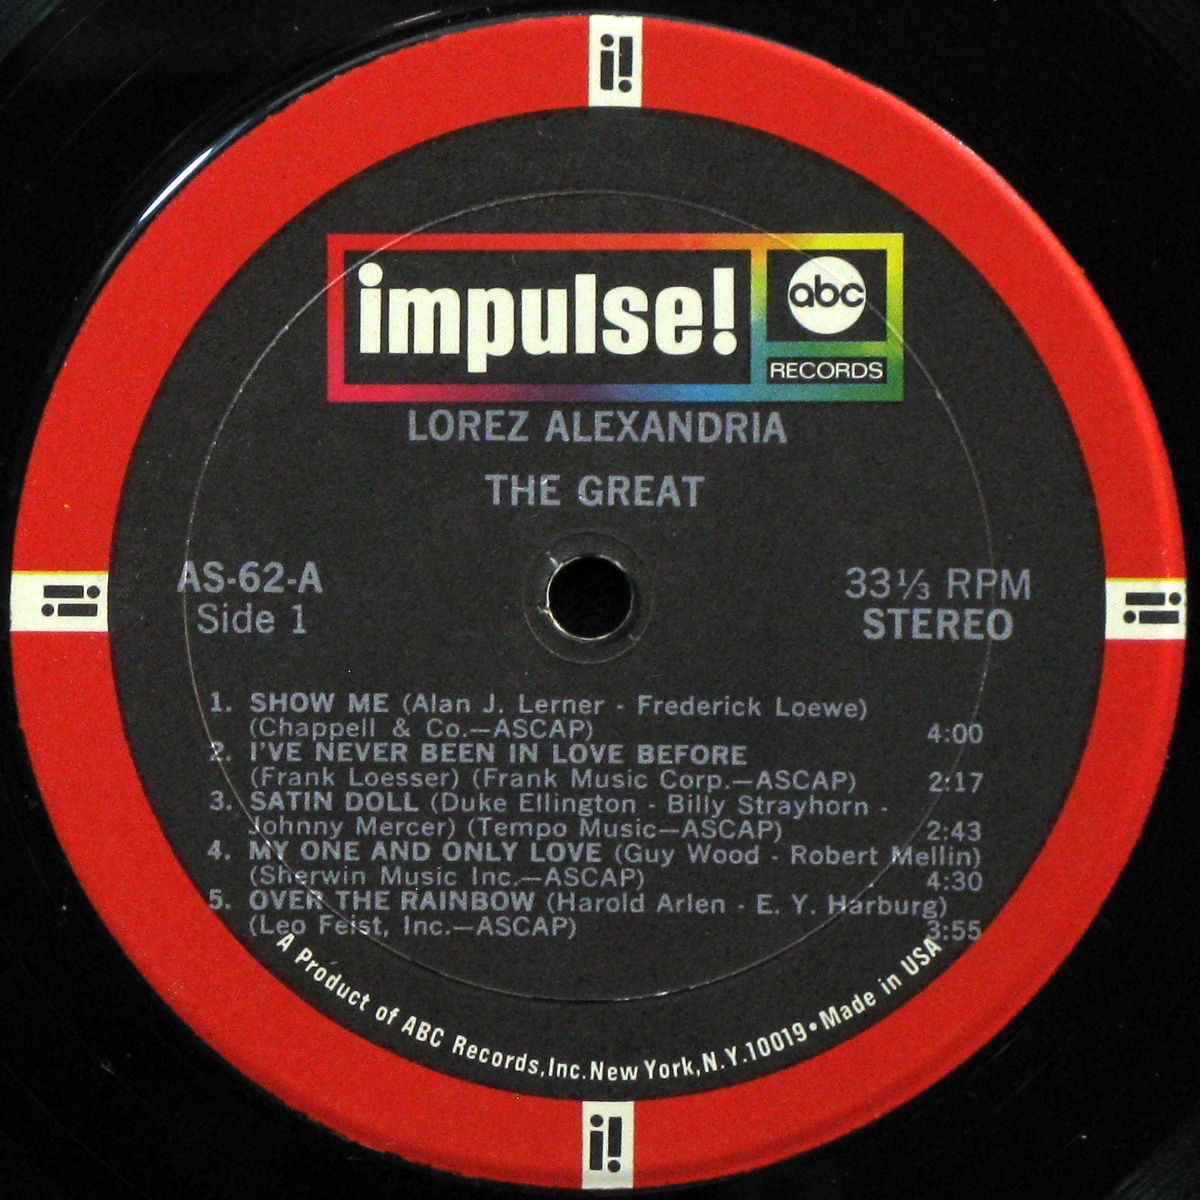 i!
impulse!
abc
RECORDS
LOREZ ALEXANDRIA
THE GREAT
AS-62-A
Side 1
33⅓ RPM
STEREO
i!
i!
1. SHOW ME (Alan J. Lerner - Frederick Loewe)
(Chappell & Co.—ASCAP) 4:00
2. I'VE NEVER BEEN IN LOVE BEFORE
(Frank Loesser) (Frank Music Corp.—ASCAP) 2:17
3. SATIN DOLL (Duke Ellington - Billy Strayhorn -
Johnny Mercer) (Tempo Music—ASCAP) 2:43
4. MY ONE AND ONLY LOVE (Guy Wood - Robert Mellin)
(Sherwin Music Inc.—ASCAP) 4:30
5. OVER THE RAINBOW (Harold Arlen - E. Y. Harburg)
(Leo Feist, Inc.—ASCAP) 3:55
A Product of ABC Records, Inc. New York, N.Y. 10019 • Made in USA
i!